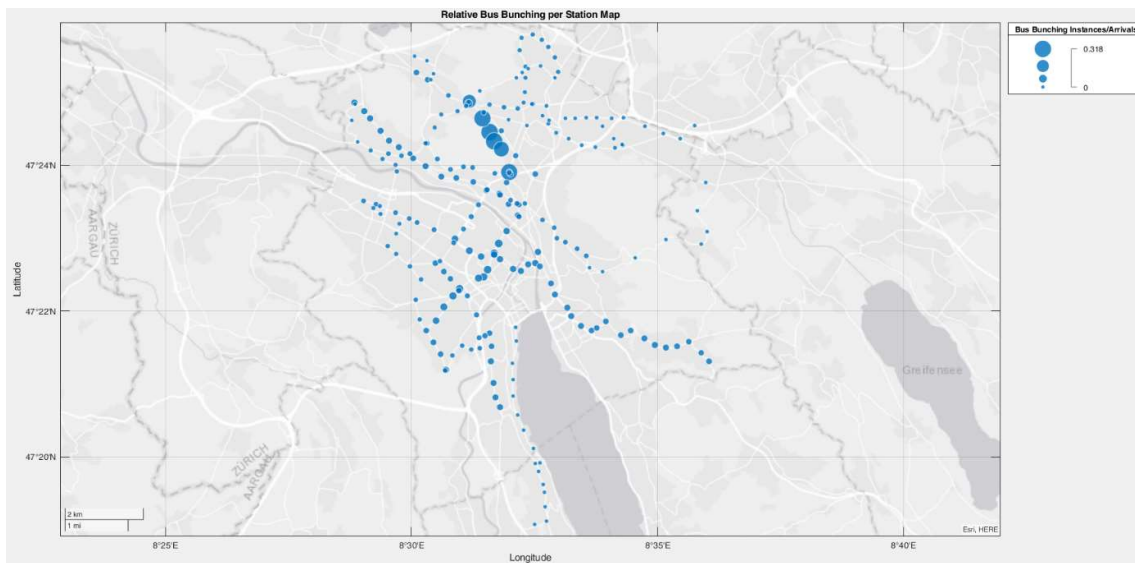 Relative Bus Bunching per Station Map
Bus Bunching Instances/Arrivals
0.318
0
47°24'N
47°22'N
47°20'N
Latitude
AARGAU
ZÜRICH
ZÜRICH
AARGAU
Greifensee
2 km
1 mi
Esri, HERE
8°25'E
8°30'E
8°35'E
8°40'E
Longitude